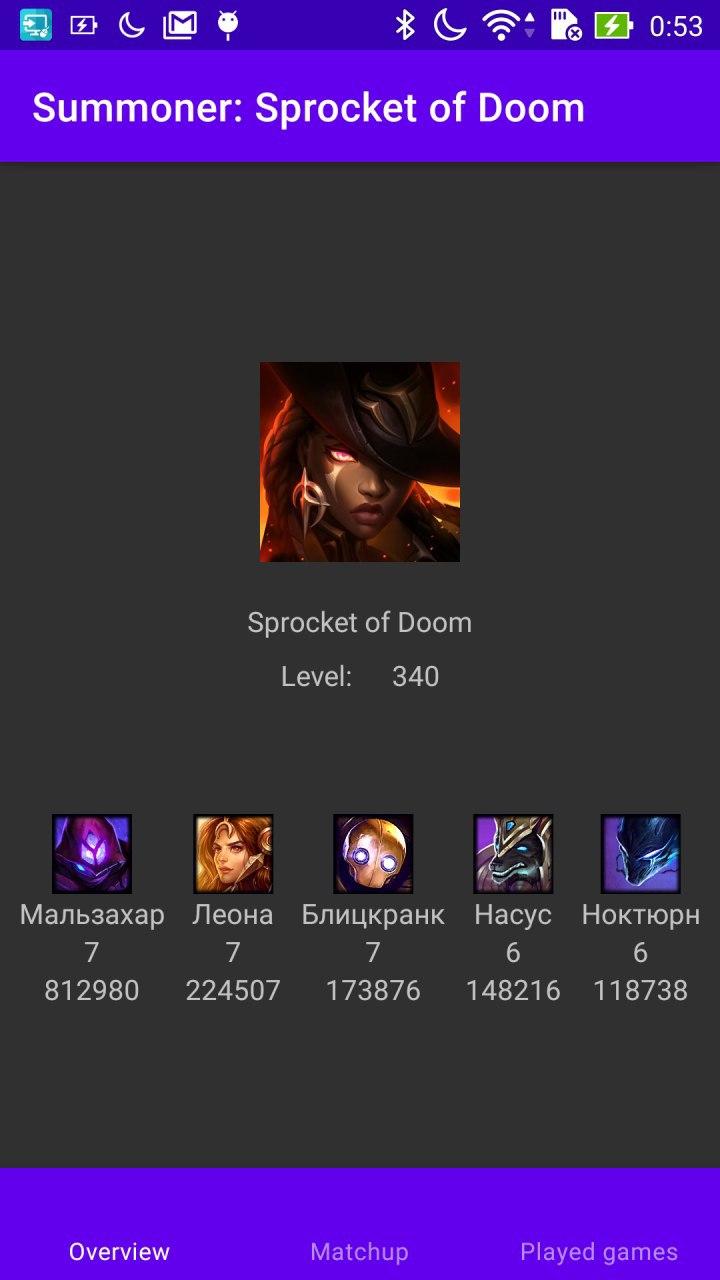 0:53
Summoner: Sprocket of Doom
Sprocket of Doom
Level: 340
Мальзахар Леона Блицкранк Насус Ноктюрн
7 7 7 6 6
812980 224507 173876 148216 118738
Overview Matchup Played games